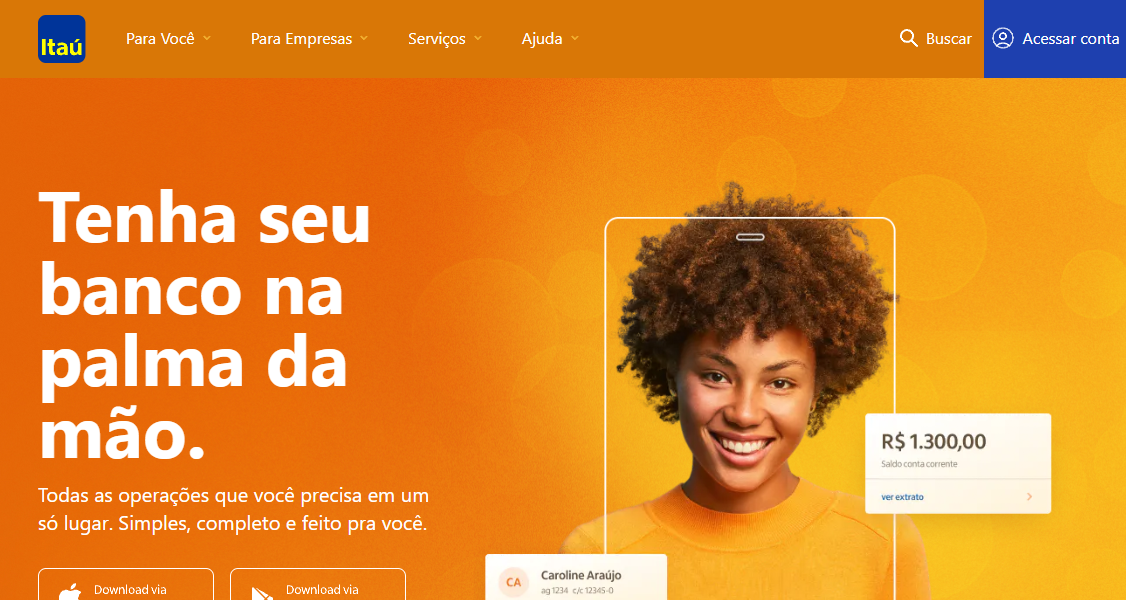 Itaú
Para Você
Para Empresas
Serviços
Ajuda
Buscar
Acessar conta
Tenha seu
banco na
palma da
mão.
Todas as operações que você precisa em um
só lugar. Simples, completo e feito pra você.
Download via
Download via
R$ 1.300,00
Saldo conta corrente
ver extrato
CA
Caroline Araújo
ag 1234 c/c 12345-0